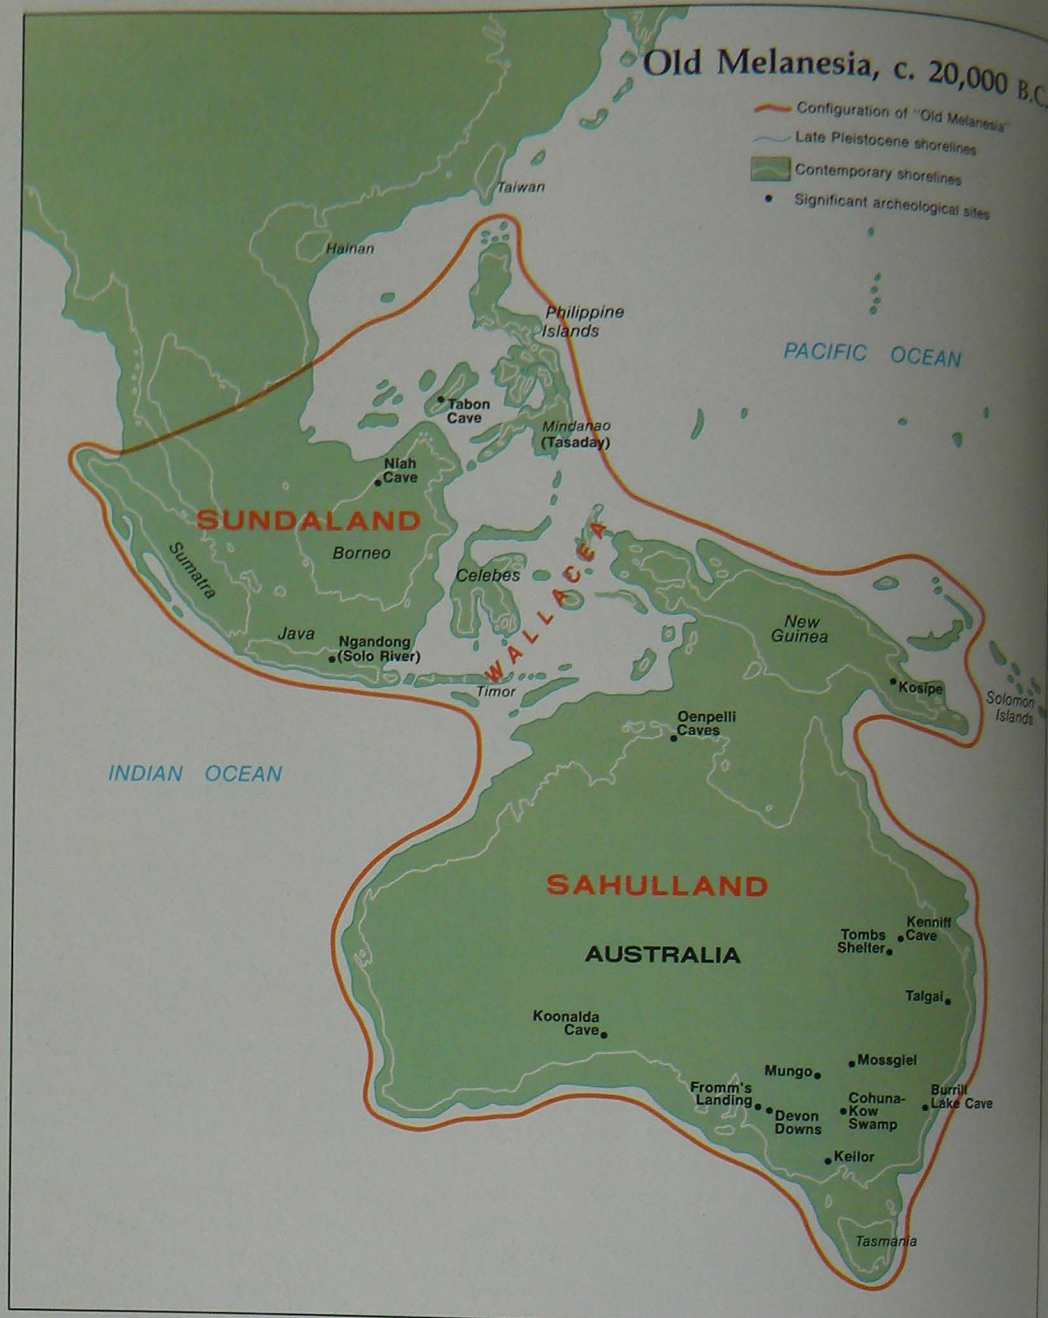 Old Melanesia, c. 20,000 B.C.
Configuration of "Old Melanesia"
Late Pleistocene shorelines
Contemporary shorelines
Significant archeological sites
Taiwan
Hainan
Philippine
Islands
PACIFIC OCEAN
Tabon
Cave
Mindanao
(Tasaday)
Niah
Cave
SUNDALAND
Borneo
Sumatra
Celebes
WALLACEA
Java
Ngandong
(Solo River)
Timor
New
Guinea
Kosipe
Solomon
Islands
Oenpelli
Caves
INDIAN OCEAN
SAHULLAND
AUSTRALIA
Kenniff
Cave
Tombs
Shelter
Talgai
Koonalda
Cave
Mossgiel
Mungo
Fromm's
Landing
Devon
Downs
Cohuna-
Kow
Swamp
Burrill
Lake Cave
Keilor
Tasmania